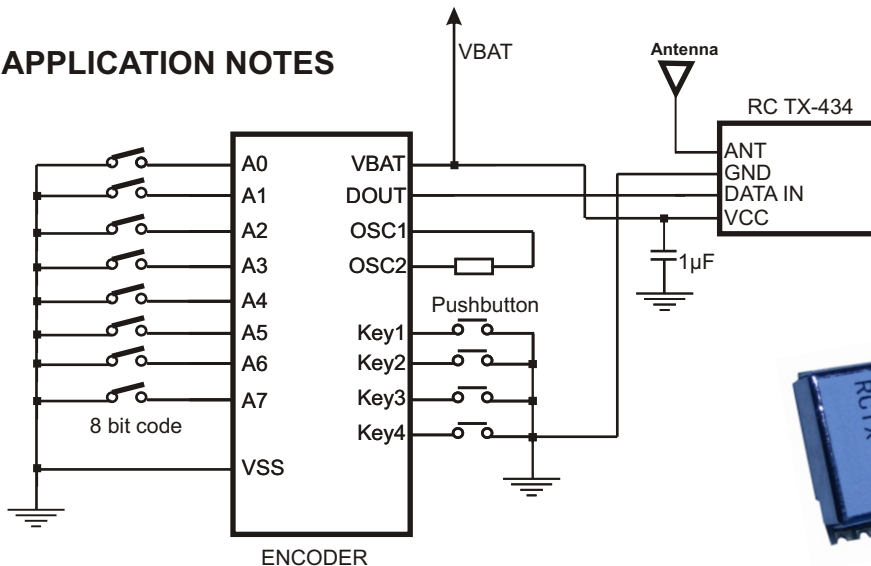 APPLICATION NOTES
VBAT
Antenna
RC TX-434
ANT
GND
DATA IN
VCC
1µF
A0
A1
A2
A3
A4
A5
A6
A7
VSS
8 bit code
VBAT
DOUT
OSC1
OSC2
Pushbutton
Key1
Key2
Key3
Key4
ENCODER
RCTX